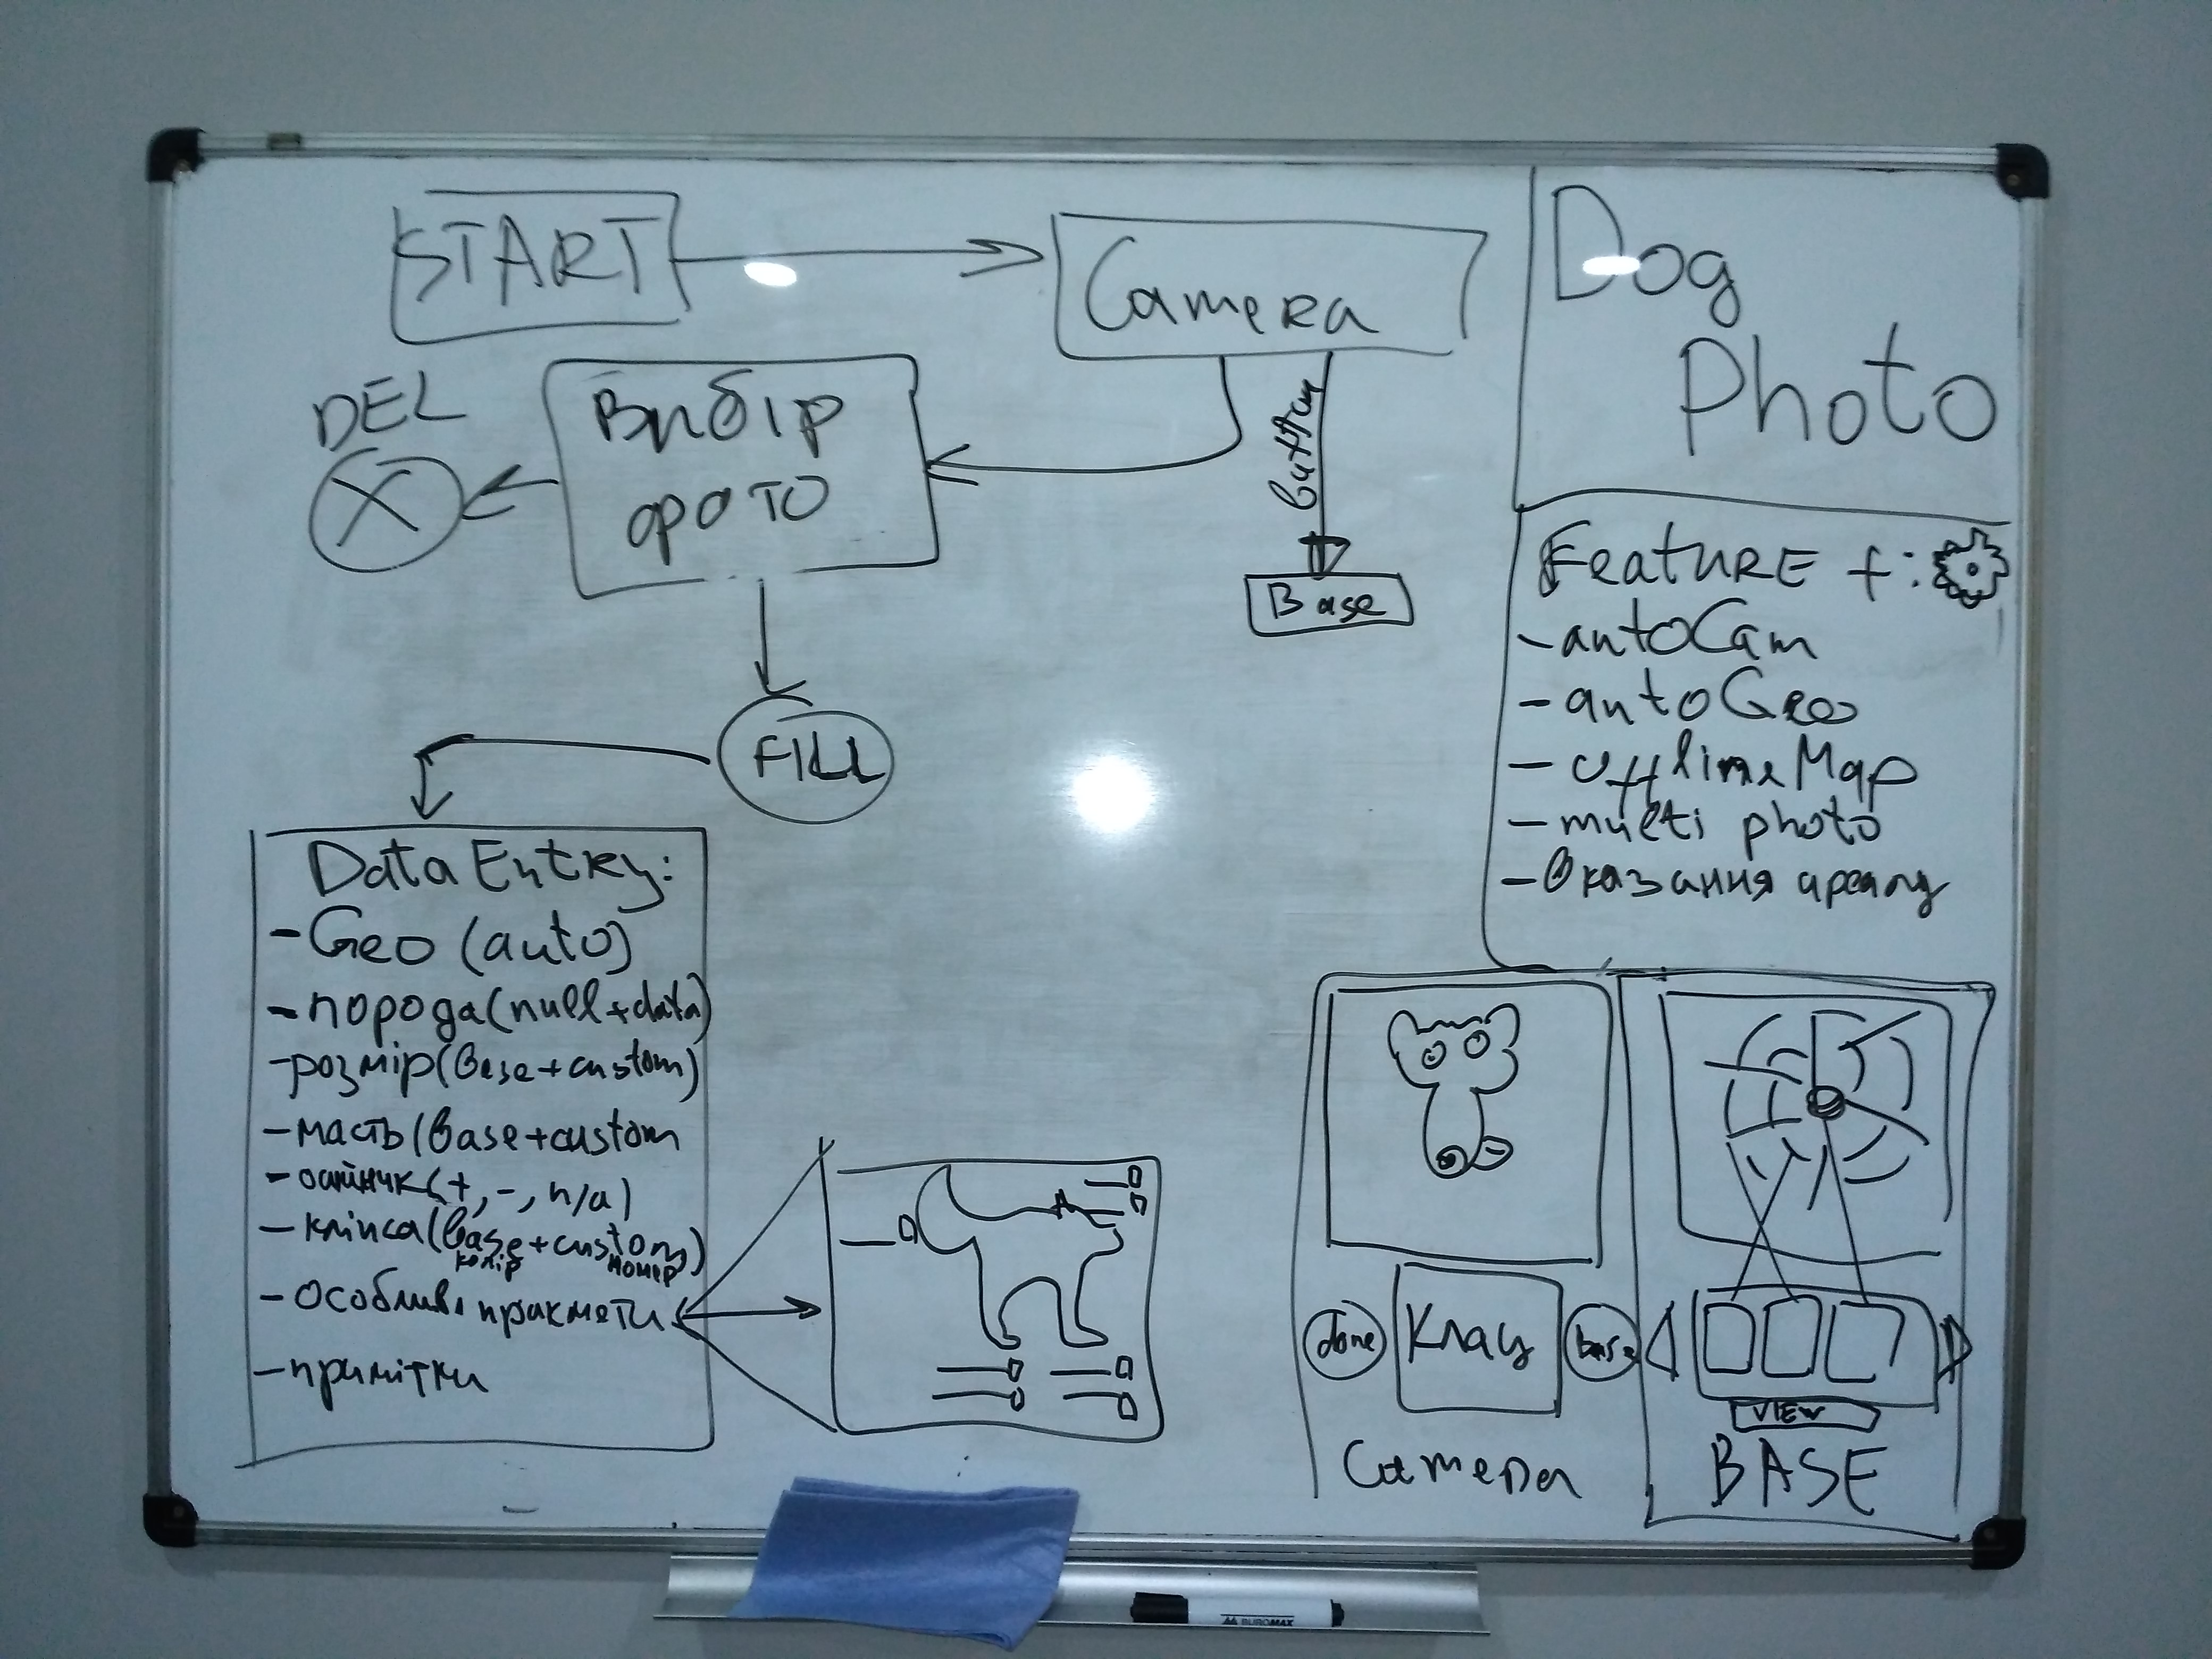 START
Camera
Dog
Photo
DEL
X
Вибір
фото
button
Base
FILL
Feature +:
- autoCam
- autoGeo
- offlineMap
- multi photo
- Вказання ареалу
Data Entry:
- Geo (auto)
- порода (null+data)
- розмір (base+custom)
- масть (base+custom
- ошийник (+, -, n/a)
- кліпса (base+custom)
колір номер
- Особливі прикмети
- примітки
done
Клац
base
VIEW
Camera
BASE
BUROMAX